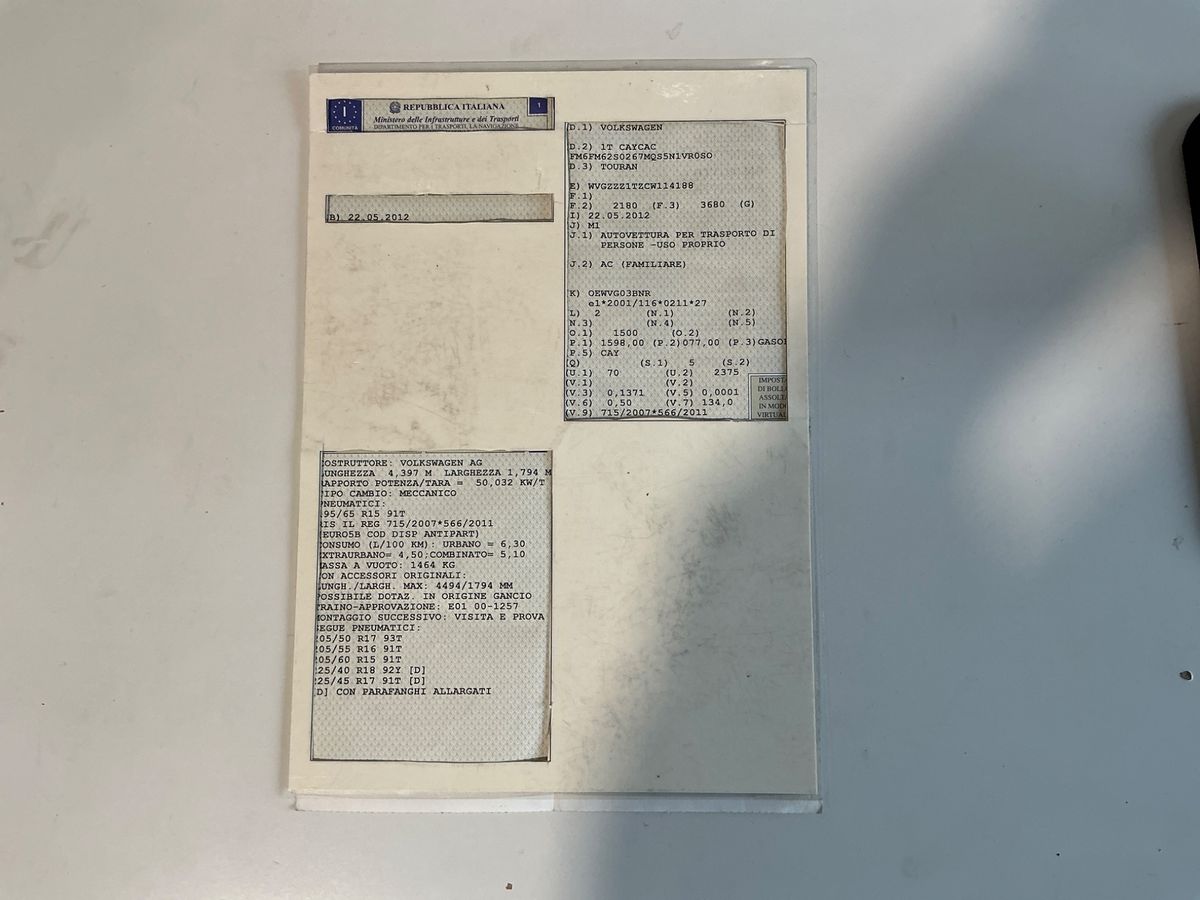 I
COMUNITÀ
REPUBBLICA ITALIANA
Ministero delle Infrastrutture e dei Trasporti
DIPARTIMENTO PER I TRASPORTI, LA NAVIGAZIONE
1
(B) 22.05.2012
(D.1) VOLKSWAGEN
(D.2) 1T CAYCAC
FM6FM62S0267MQS5N1VR0SO
(D.3) TOURAN
(E) WVGZZZ1TZCW114188
(F.1)
(F.2) 2180 (F.3) 3680 (G)
(I) 22.05.2012
(J) M1
(J.1) AUTOVETTURA PER TRASPORTO DI
PERSONE -USO PROPRIO
(J.2) AC (FAMILIARE)
(K) OEWVG03BNR
e1*2001/116*0211*27
(L) 2 (N.1) (N.2)
(N.3) (N.4) (N.5)
(O.1) 1500 (O.2)
(P.1) 1598,00 (P.2)077,00 (P.3)GASOL
(P.5) CAY
(Q) (S.1) 5 (S.2)
(U.1) 70 (U.2) 2375
(V.1) (V.2)
(V.3) 0,1371 (V.5) 0,0001
(V.6) 0,50 (V.7) 134,0
(V.9) 715/2007*566/2011
IMPOST
DI BOLL
ASSOLT
IN MOD
VIRTUAL
OSTRUTTORE: VOLKSWAGEN AG
UNGHEZZA 4,397 M LARGHEZZA 1,794 M
APPORTO POTENZA/TARA = 50,032 KW/T
IPO CAMBIO: MECCANICO
NEUMATICI:
95/65 R15 91T
IS IL REG 715/2007*566/2011
EURO5B COD DISP ANTIPART)
ONSUMO (L/100 KM): URBANO = 6,30
XTRAURBANO= 4,50;COMBINATO= 5,10
ASSA A VUOTO: 1464 KG
ON ACCESSORI ORIGINALI:
UNGH./LARGH. MAX: 4494/1794 MM
OSSIBILE DOTAZ. IN ORIGINE GANCIO
TRAINO-APPROVAZIONE: E01 00-1257
MONTAGGIO SUCCESSIVO: VISITA E PROVA
SEGUE PNEUMATICI:
05/50 R17 93T
05/55 R16 91T
05/60 R15 91T
25/40 R18 92Y [D]
25/45 R17 91T [D]
D] CON PARAFANGHI ALLARGATI